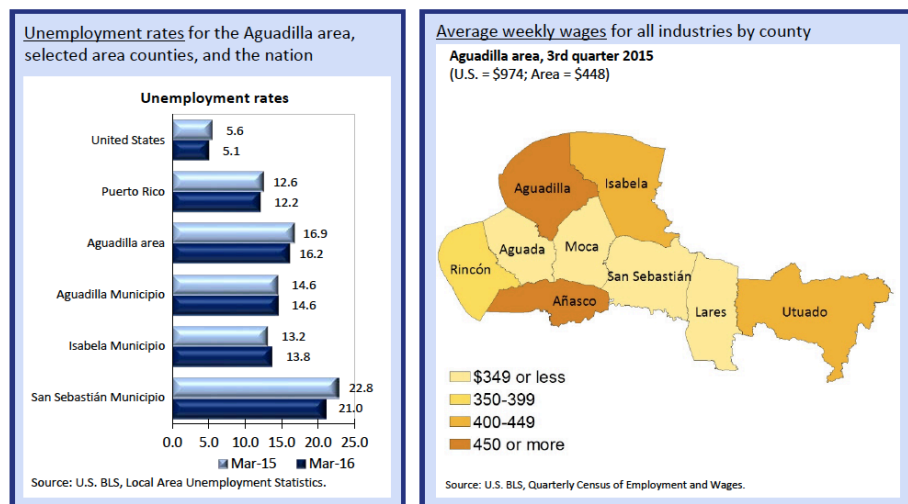 Unemployment rates for the Aguadilla area,
selected area counties, and the nation
Unemployment rates
United States
5.6
5.1
Puerto Rico
12.6
12.2
Aguadilla area
16.9
16.2
Aguadilla Municipio
14.6
14.6
Isabela Municipio
13.2
13.8
San Sebastián Municipio
22.8
21.0
0.0 5.0 10.0 15.0 20.0 25.0
Mar-15 Mar-16
Source: U.S. BLS, Local Area Unemployment Statistics.
Average weekly wages for all industries by county
Aguadilla area, 3rd quarter 2015
(U.S. = $974; Area = $448)
Aguadilla
Isabela
Aguada
Moca
Rincón
San Sebastián
Añasco
Lares
Utuado
$349 or less
350-399
400-449
450 or more
Source: U.S. BLS, Quarterly Census of Employment and Wages.